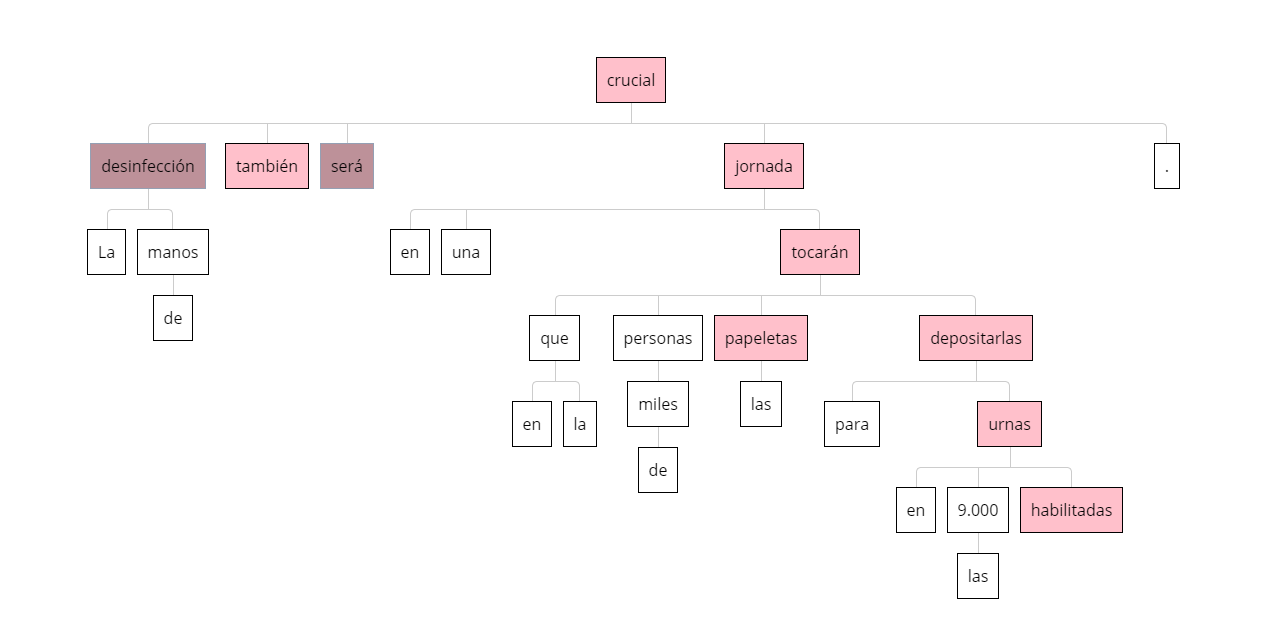 crucial
desinfección también será jornada .
La manos en una tocarán
de que personas papeletas depositarlas
en la miles las para urnas
de en 9.000 habilitadas
las